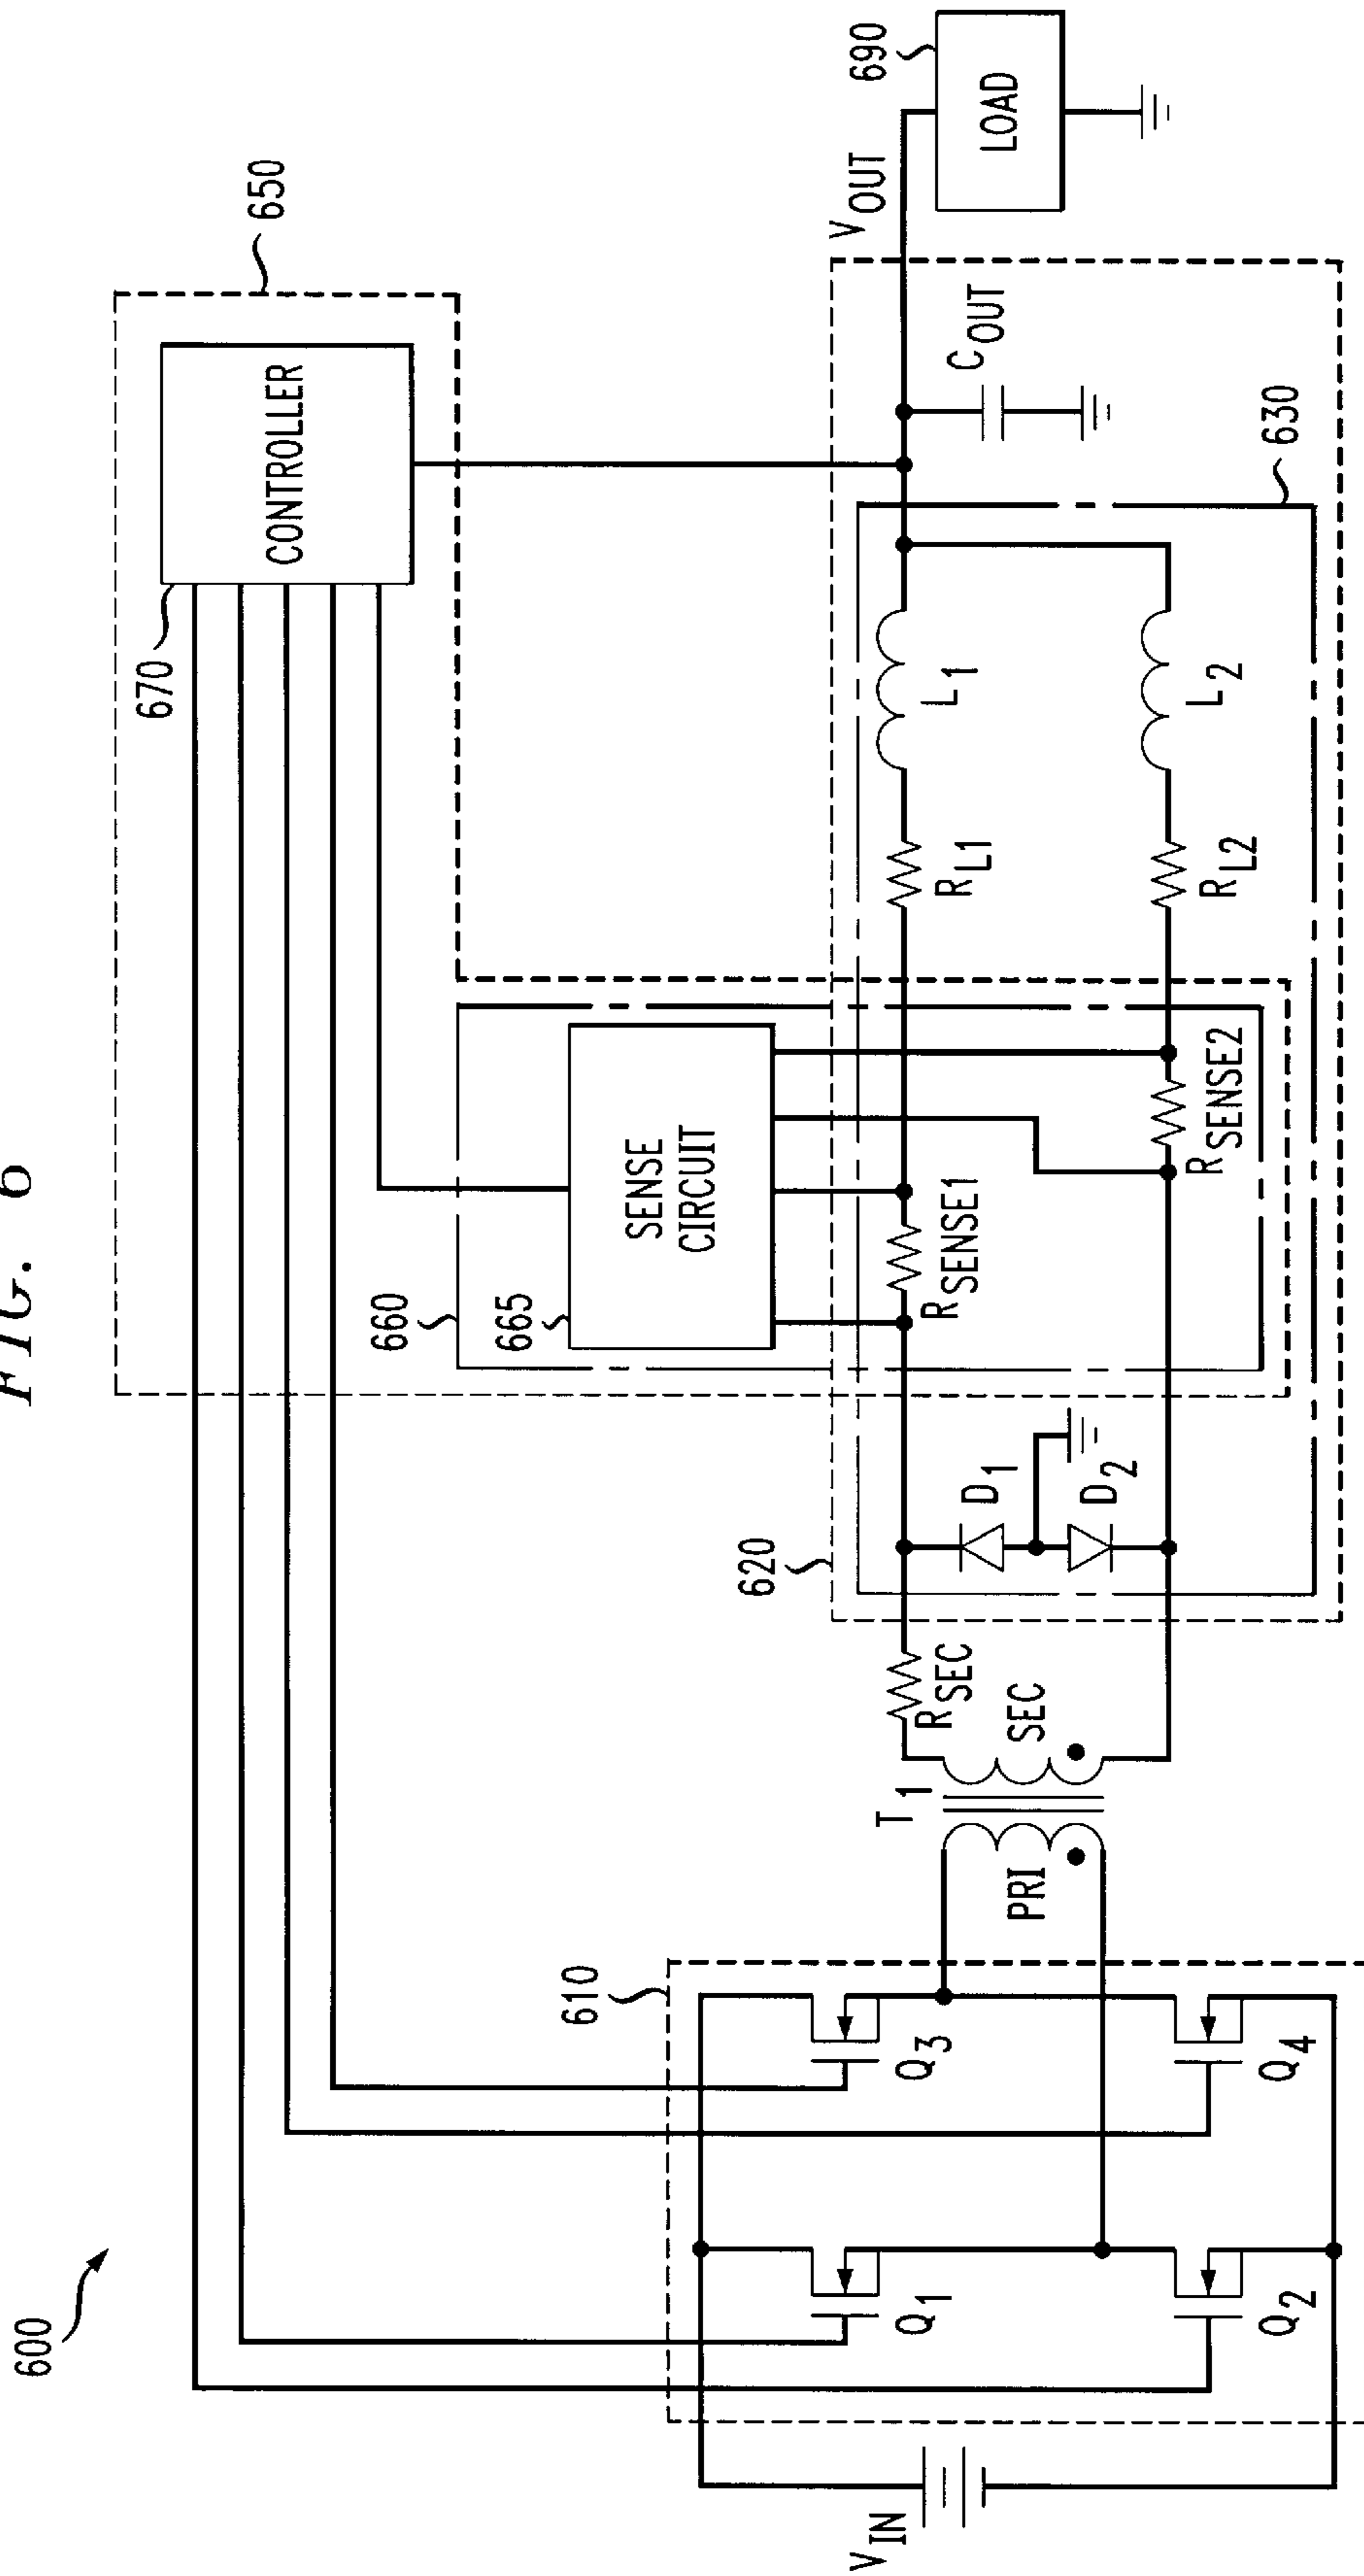 FIG. 6
600
650
670
CONTROLLER
660
665
SENSE
CIRCUIT
610
620
630
690
V_IN
Q_1
Q_2
Q_3
Q_4
T_1
PRI
SEC
R_SEC
D_1
D_2
R_SENSE1
R_SENSE2
R_L1
R_L2
L_1
L_2
C_OUT
V_OUT
LOAD